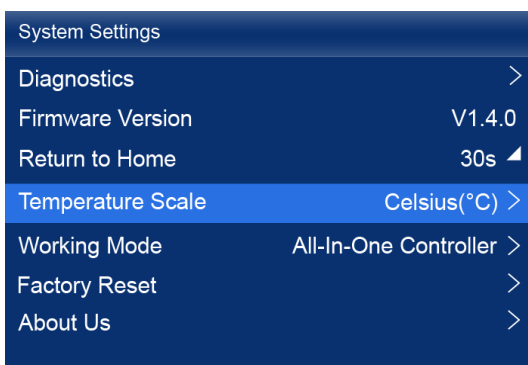 System Settings
Diagnostics >
Firmware Version V1.4.0
Return to Home 30s
Temperature Scale Celsius(°C) >
Working Mode All-In-One Controller >
Factory Reset >
About Us >